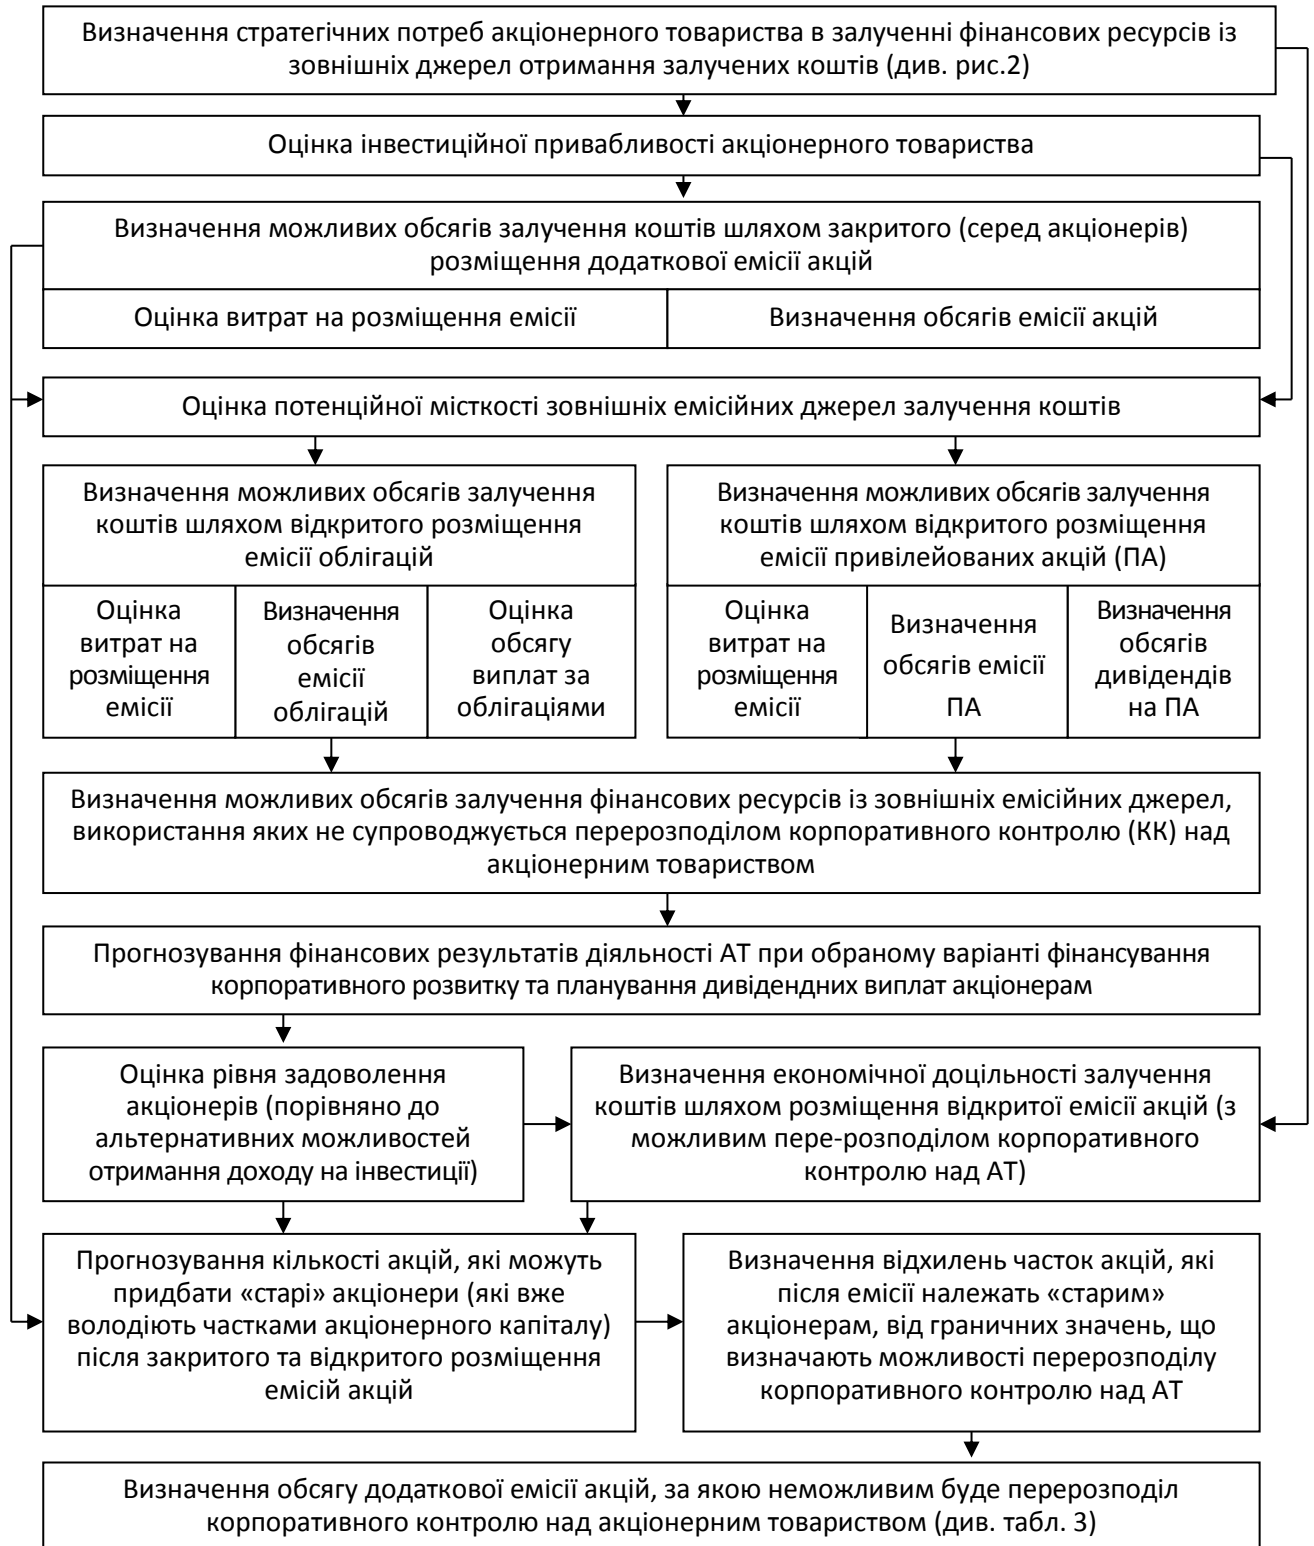 Визначення стратегічних потреб акціонерного товариства в залученні фінансових ресурсів із
зовнішніх джерел отримання залучених коштів (див. рис.2)
Оцінка інвестиційної привабливості акціонерного товариства
Визначення можливих обсягів залучення коштів шляхом закритого (серед акціонерів)
розміщення додаткової емісії акцій
Оцінка витрат на розміщення емісії
Визначення обсягів емісії акцій
Оцінка потенційної місткості зовнішніх емісійних джерел залучення коштів
Визначення можливих обсягів залучення
коштів шляхом відкритого розміщення
емісії облігацій
Визначення можливих обсягів залучення
коштів шляхом відкритого розміщення
емісії привілейованих акцій (ПА)
Оцінка
витрат на
розміщення
емісії
Визначення
обсягів
емісії
облігацій
Оцінка
обсягу
виплат за
облігаціями
Оцінка
витрат на
розміщення
емісії
Визначення
обсягів емісії
ПА
Визначення
обсягів
дивідендів
на ПА
Визначення можливих обсягів залучення фінансових ресурсів із зовнішніх емісійних джерел,
використання яких не супроводжується перерозподілом корпоративного контролю (КК) над
акціонерним товариством
Прогнозування фінансових результатів діяльності АТ при обраному варіанті фінансування
корпоративного розвитку та планування дивідендних виплат акціонерам
Оцінка рівня задоволення
акціонерів (порівняно до
альтернативних можливостей
отримання доходу на інвестиції)
Визначення економічної доцільності залучення
коштів шляхом розміщення відкритої емісії акцій (з
можливим пере-розподілом корпоративного
контролю над АТ)
Прогнозування кількості акцій, які можуть
придбати «старі» акціонери (які вже
володіють частками акціонерного капіталу)
після закритого та відкритого розміщення
емісій акцій
Визначення відхилень часток акцій, які
після емісії належать «старим»
акціонерам, від граничних значень, що
визначають можливості перерозподілу
корпоративного контролю над АТ
Визначення обсягу додаткової емісії акцій, за якою неможливим буде перерозподіл
корпоративного контролю над акціонерним товариством (див. табл. 3)